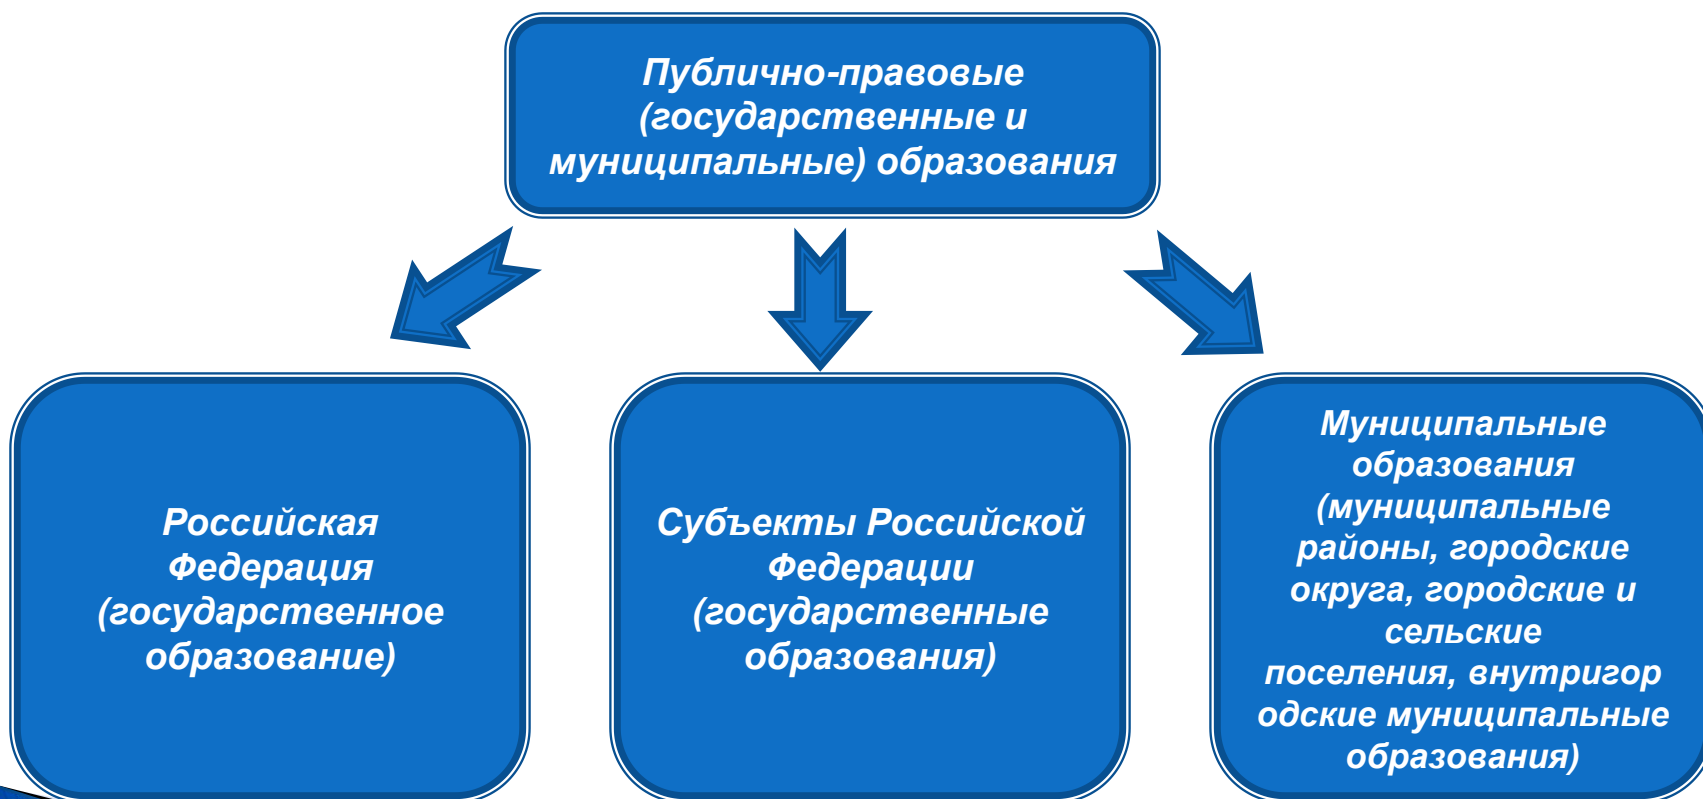 Публично-правовые
(государственные и
муниципальные) образования
Российская
Федерация
(государственное
образование)
Субъекты Российской
Федерации
(государственные
образования)
Муниципальные
образования
(муниципальные
районы, городские
округа, городские и
сельские
поселения, внутригор
одские муниципальные
образования)